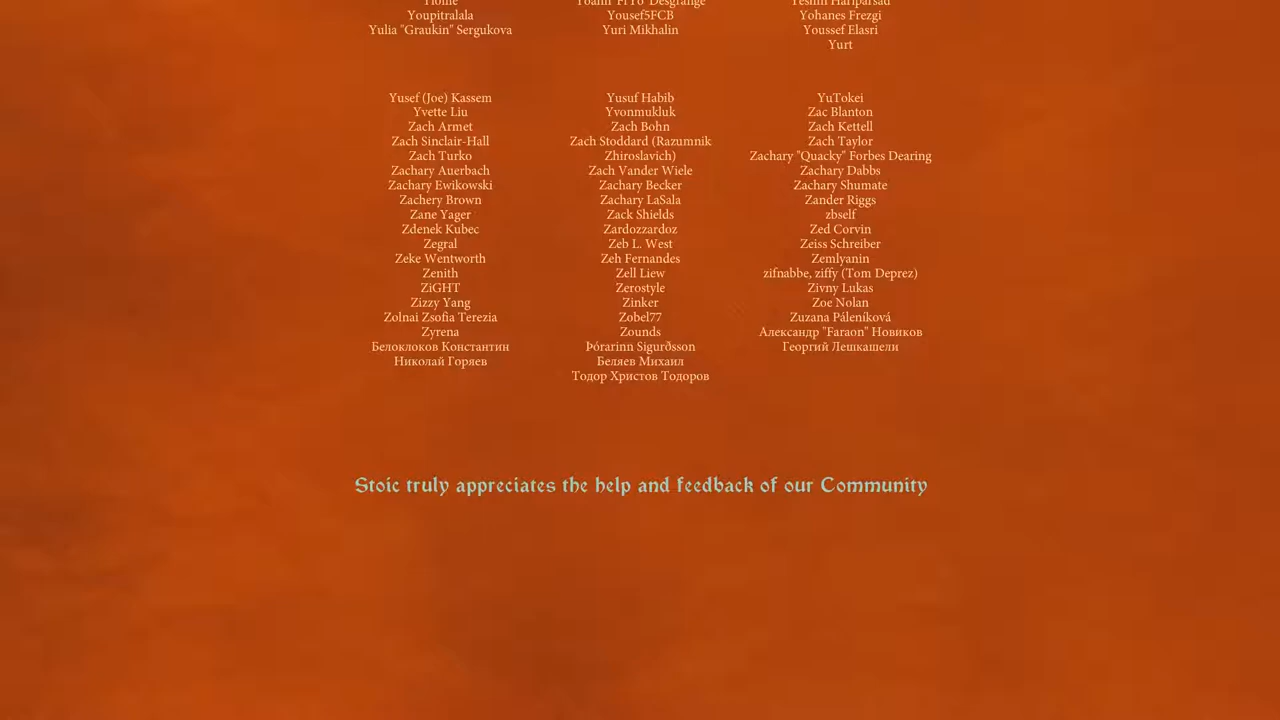 Youpitralala
Yousef5FCB
Yohanes Frezgi
Yulia "Graukin" Sergukova
Yuri Mikhalin
Youssef Elasri
Yurt
Yusef (Joe) Kassem
Yusuf Habib
YuTokei
Yvette Liu
Yvonmukluk
Zac Blanton
Zach Armet
Zach Bohn
Zach Kettell
Zach Sinclair-Hall
Zach Stoddard (Razumnik
Zach Taylor
Zach Turko
Zhiroslavich)
Zachary "Quacky" Forbes Dearing
Zachary Auerbach
Zach Vander Wiele
Zachary Dabbs
Zachary Ewikowski
Zachary Becker
Zachary Shumate
Zachery Brown
Zachary LaSala
Zander Riggs
Zane Yager
Zack Shields
zbself
Zdenek Kubec
Zardozzardoz
Zed Corvin
Zegral
Zeb L. West
Zeiss Schreiber
Zeke Wentworth
Zeh Fernandes
Zemlyanin
Zenith
Zell Liew
zifnabbe, ziffy (Tom Deprez)
ZiGHT
Zerostyle
Zivny Lukas
Zizzy Yang
Zinker
Zoe Nolan
Zolnai Zsofia Terezia
Zobel77
Zuzana Páleníková
Zyrena
Zounds
Александр "Faraon" Новиков
Белоклоков Константин
Þórarinn Sigurðsson
Георгий Лешкашели
Николай Горяев
Беляев Михаил
Тодор Христов Тодоров
Stoic truly appreciates the help and feedback of our Community